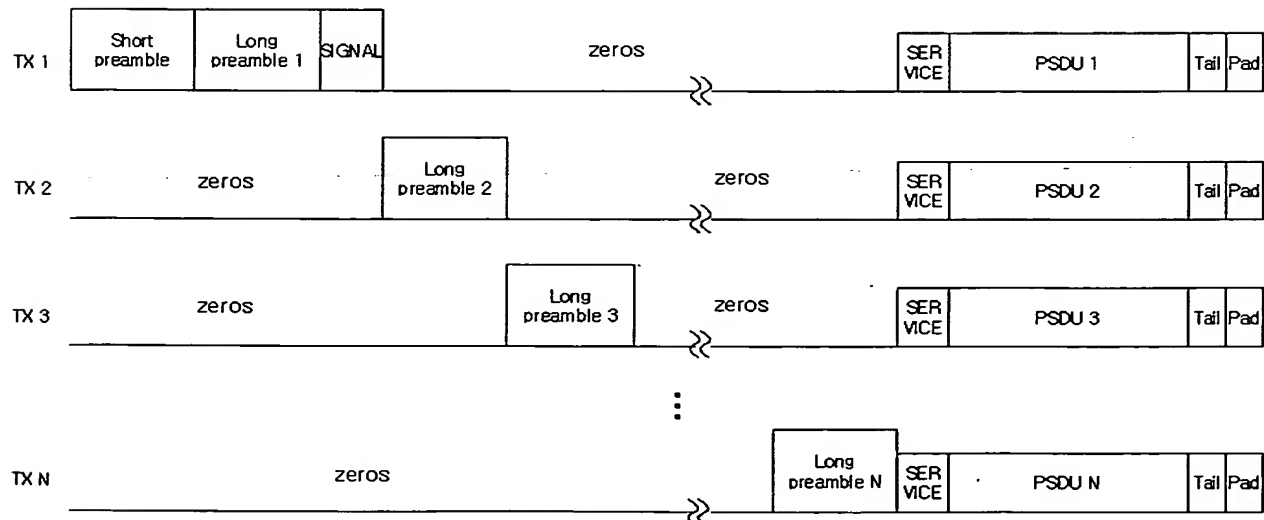 TX 1
Short
preamble
Long
preamble 1
SIGNAL
zeros
SER
VICE
PSDU 1
Tail
Pad
TX 2
zeros
Long
preamble 2
zeros
SER
VICE
PSDU 2
Tail
Pad
TX 3
zeros
Long
preamble 3
zeros
SER
VICE
PSDU 3
Tail
Pad
TX N
zeros
Long
preamble N
SER
VICE
PSDU N
Tail
Pad